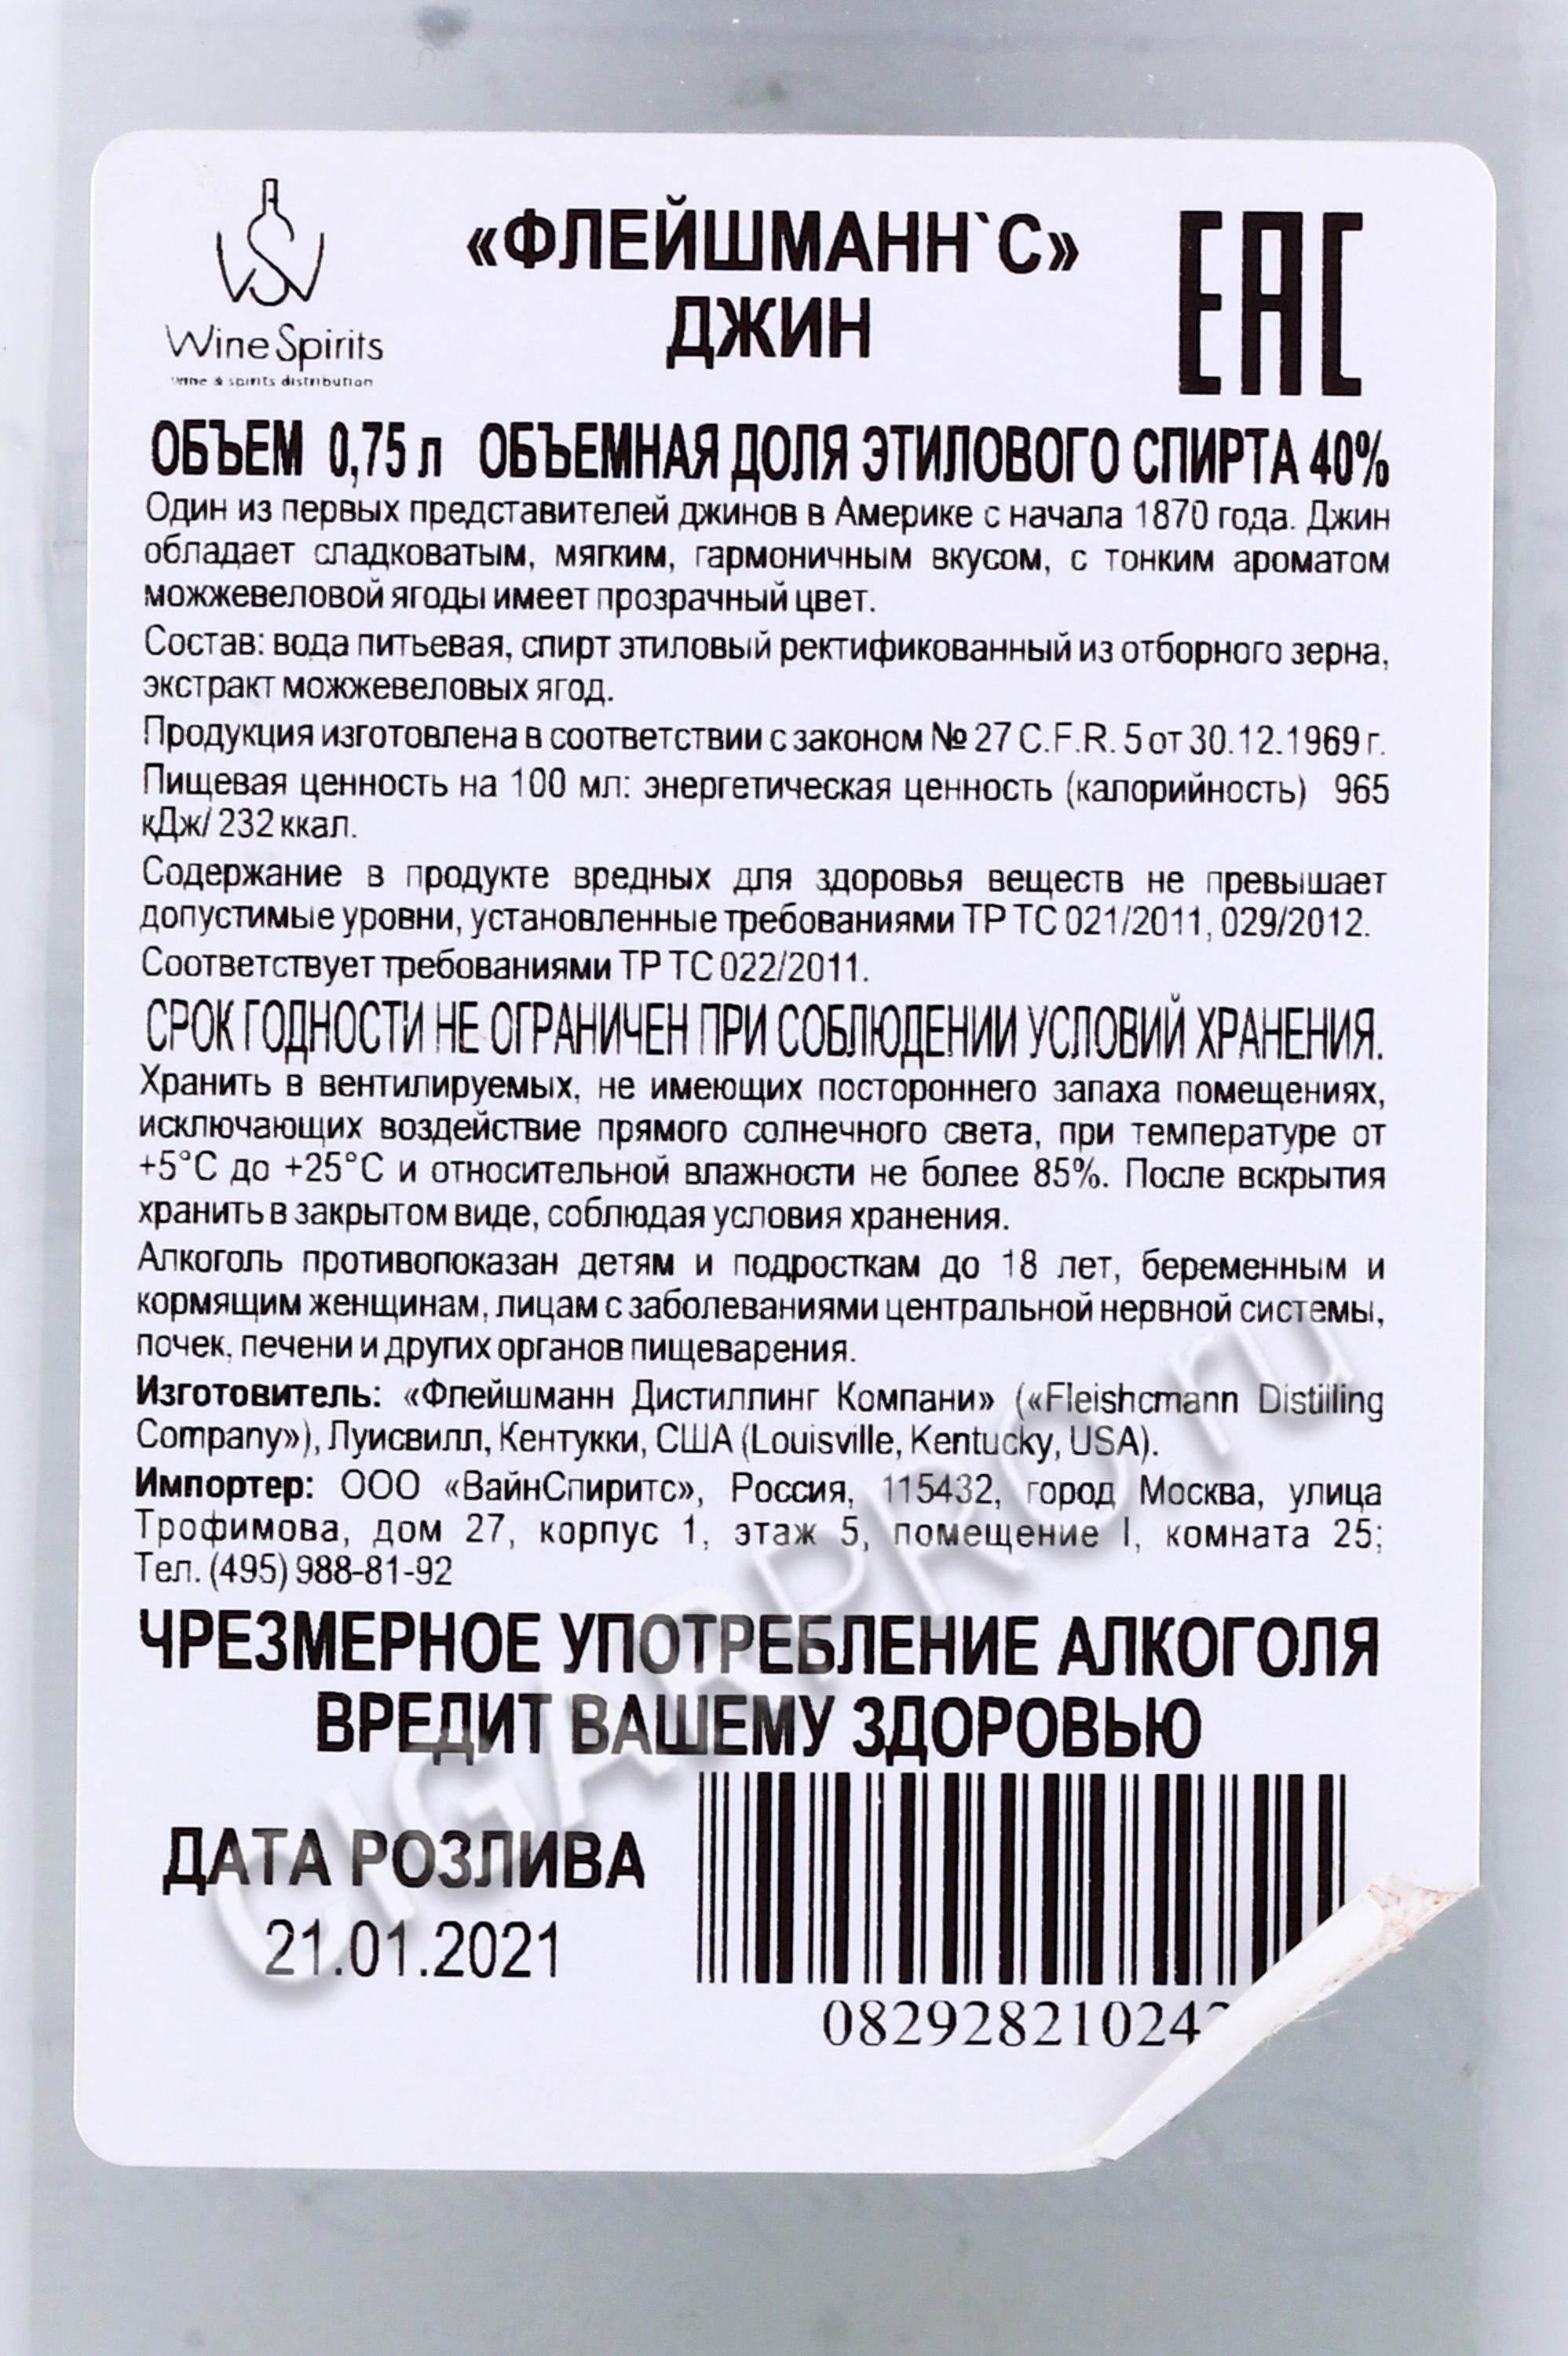 «ФЛЕЙШМАНН`С»
ДЖИН
EAC
Wine Spirits
wine & spirits distribution
ОБЪЕМ 0,75 л ОБЪЕМНАЯ ДОЛЯ ЭТИЛОВОГО СПИРТА 40%
Один из первых представителей джинов в Америке с начала 1870 года. Джин
обладает сладковатым, мягким, гармоничным вкусом, с тонким ароматом
можжевеловой ягоды имеет прозрачный цвет.
Состав: вода питьевая, спирт этиловый ректификованный из отборного зерна,
экстракт можжевеловых ягод.
Продукция изготовлена в соответствии с законом № 27 C.F.R. 5 от 30.12.1969 г.
Пищевая ценность на 100 мл: энергетическая ценность (калорийность) 965
кДж/ 232 ккал.
Содержание в продукте вредных для здоровья веществ не превышает
допустимые уровни, установленные требованиями ТР ТС 021/2011, 029/2012.
Соответствует требованиями ТР ТС 022/2011.
СРОК ГОДНОСТИ НЕ ОГРАНИЧЕН ПРИ СОБЛЮДЕНИИ УСЛОВИЙ ХРАНЕНИЯ.
Хранить в вентилируемых, не имеющих постороннего запаха помещениях,
исключающих воздействие прямого солнечного света, при температуре от
+5°C до +25°C и относительной влажности не более 85%. После вскрытия
хранить в закрытом виде, соблюдая условия хранения.
Алкоголь противопоказан детям и подросткам до 18 лет, беременным и
кормящим женщинам, лицам с заболеваниями центральной нервной системы,
почек, печени и других органов пищеварения.
Изготовитель: «Флейшманн Дистиллинг Компани» («Fleishcmann Distilling
Company»), Луисвилл, Кентукки, США (Louisville, Kentucky, USA).
Импортер: ООО «ВайнСпиритс», Россия, 115432, город Москва, улица
Трофимова, дом 27, корпус 1, этаж 5, помещение I, комната 25;
Тел. (495) 988-81-92
ЧРЕЗМЕРНОЕ УПОТРЕБЛЕНИЕ АЛКОГОЛЯ
ВРЕДИТ ВАШЕМУ ЗДОРОВЬЮ
ДАТА РОЗЛИВА
21.01.2021
08292821024
CIGARPRO.ru